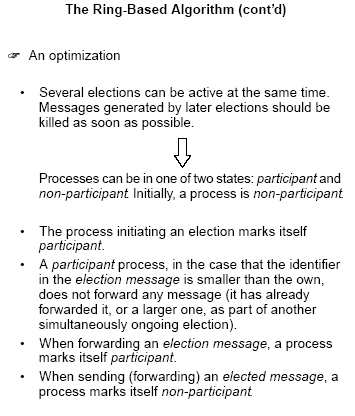 The Ring-Based Algorithm (cont'd)
☞ An optimization
• Several elections can be active at the same time.
Messages generated by later elections should be
killed as soon as possible.
Processes can be in one of two states: participant and
non-participant. Initially, a process is non-participant.
• The process initiating an election marks itself
participant.
• A participant process, in the case that the identifier
in the election message is smaller than the own,
does not forward any message (it has already
forwarded it, or a larger one, as part of another
simultaneously ongoing election).
• When forwarding an election message, a process
marks itself participant.
• When sending (forwarding) an elected message, a
process marks itself non-participant.